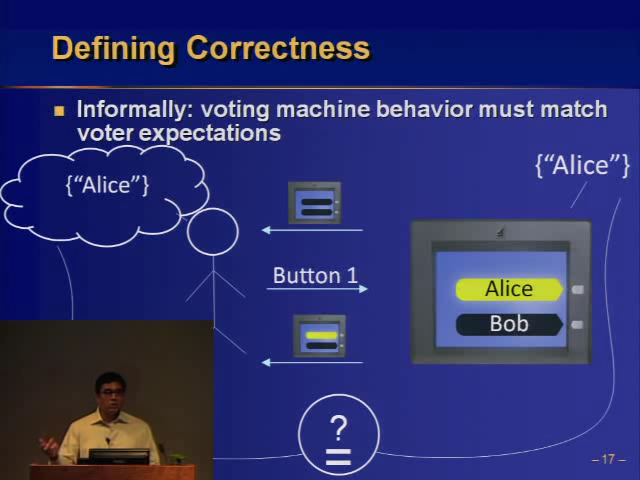 Defining Correctness
Informally: voting machine behavior must match
voter expectations
{“Alice”}
{“Alice”}
Button 1
Alice
Bob
?
=
– 17 –